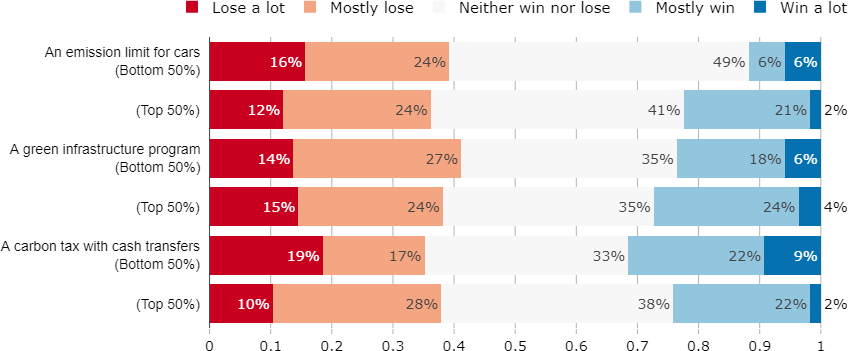 Lose a lot Mostly lose Neither win nor lose Mostly win Win a lot
An emission limit for cars
(Bottom 50%)
16% 24% 49% 6% 6%
(Top 50%)
12% 24% 41% 21% 2%
A green infrastructure program
(Bottom 50%)
14% 27% 35% 18% 6%
(Top 50%)
15% 24% 35% 24% 4%
A carbon tax with cash transfers
(Bottom 50%)
19% 17% 33% 22% 9%
(Top 50%)
10% 28% 38% 22% 2%
0 0.1 0.2 0.3 0.4 0.5 0.6 0.7 0.8 0.9 1